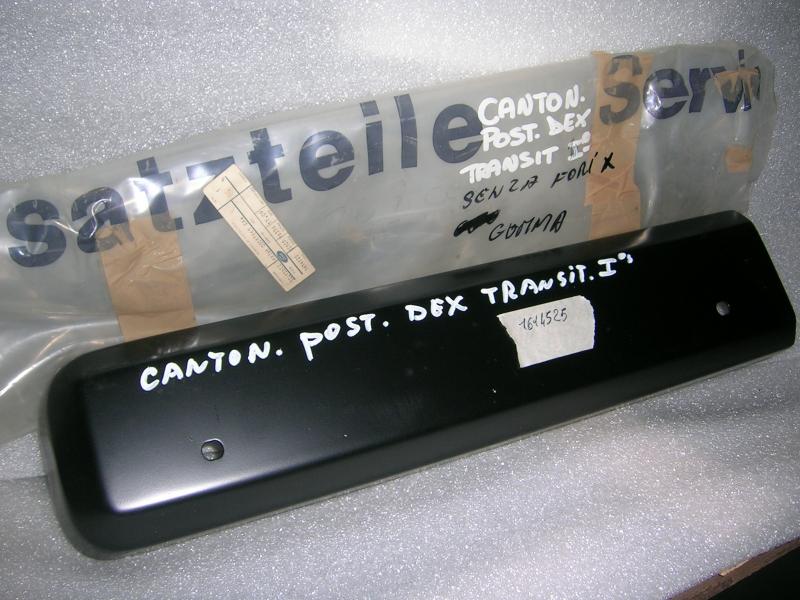 satzteile Servi
CANTON.
POST. DEX
TRANSIT I°
SENZA FORI X
GOMMA
CANTON. POST. DEX TRANSIT. I°
1614525